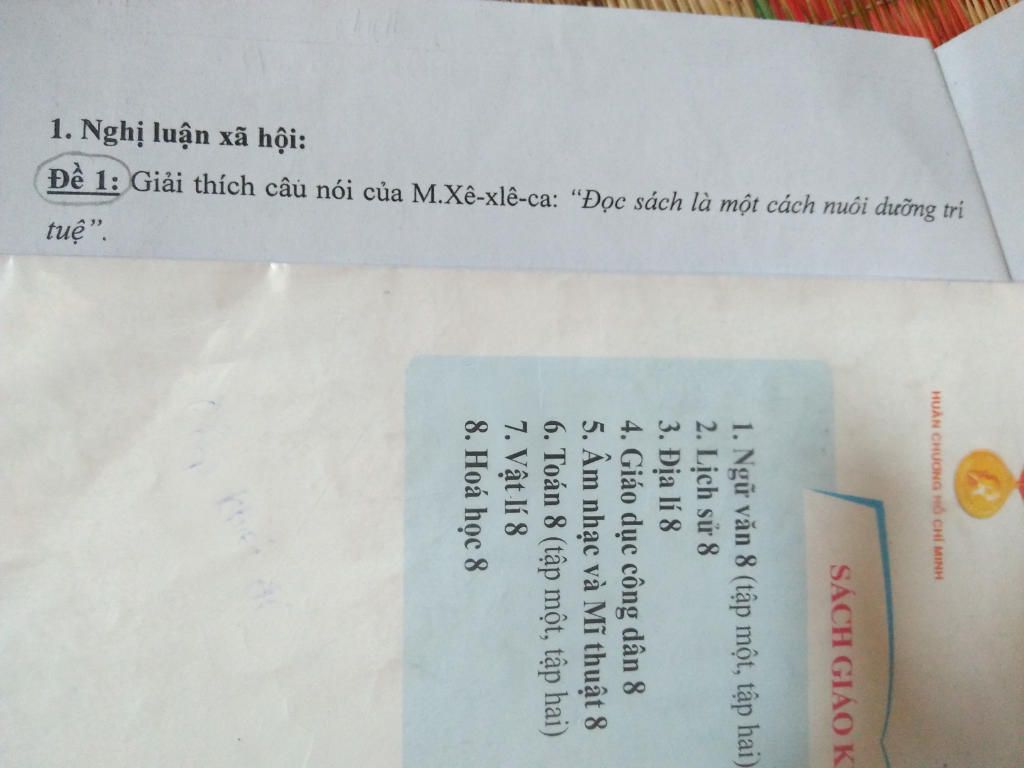 1. Nghị luận xã hội:
Đề 1: Giải thích câu nói của M.Xê-xlê-ca: “Đọc sách là một cách nuôi dưỡng trí
tuệ”.
HUÂN CHƯƠNG HỒ CHÍ MINH
SÁCH GIÁO K
1. Ngữ văn 8 (tập một, tập hai)
2. Lịch sử 8
3. Địa lí 8
4. Giáo dục công dân 8
5. Âm nhạc và Mĩ thuật 8
6. Toán 8 (tập một, tập hai)
7. Vật lí 8
8. Hoá học 8